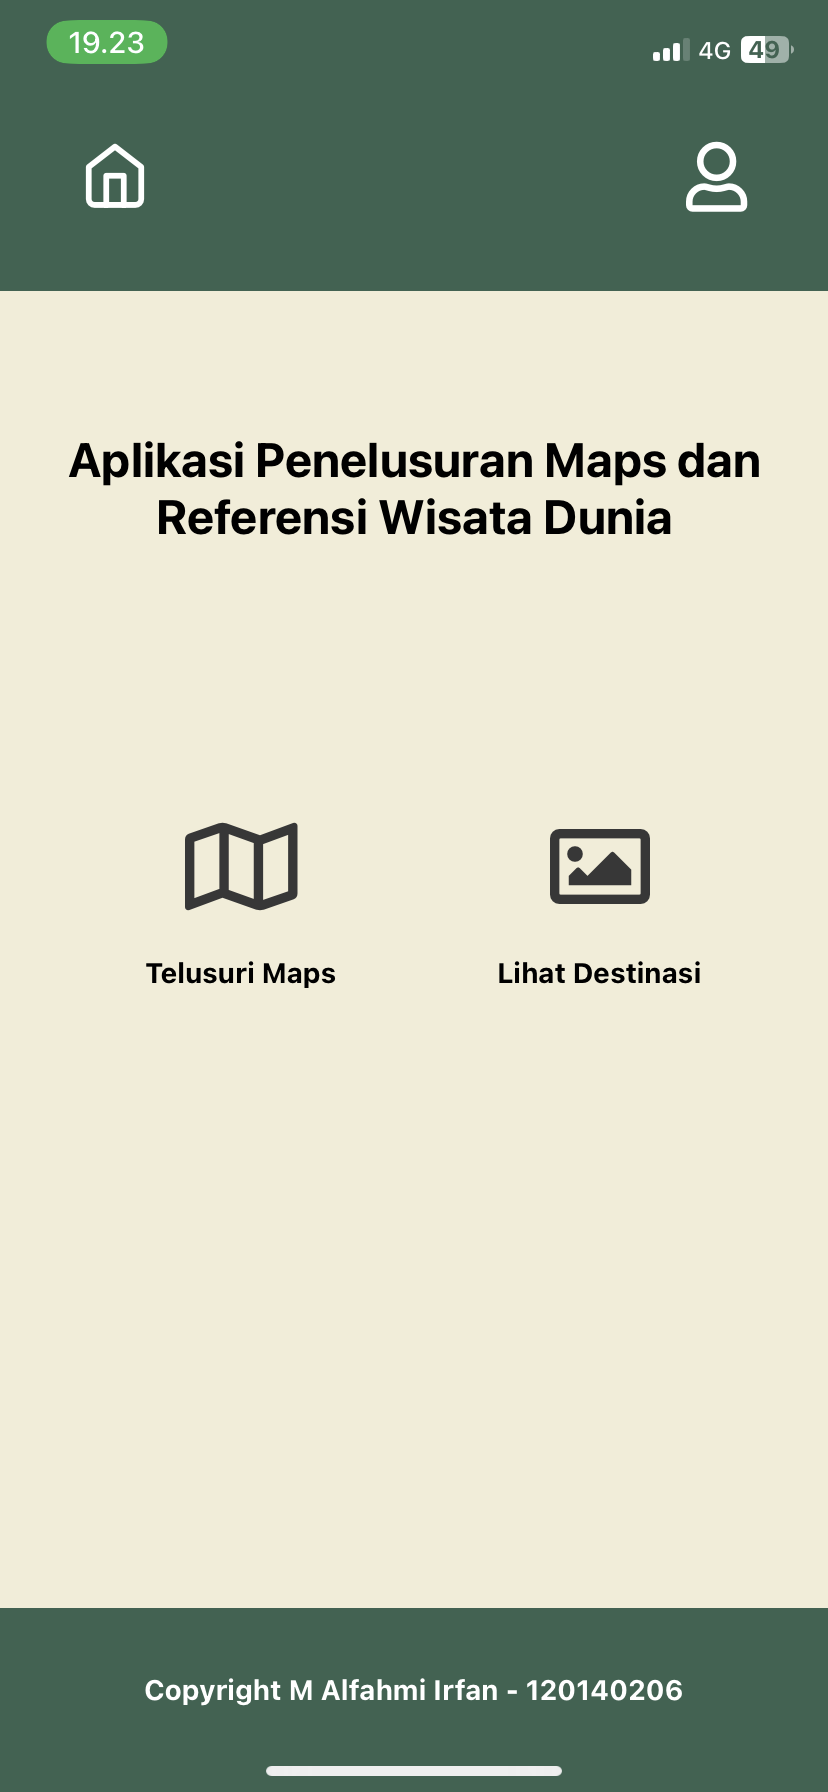 19.23
4G 49
Aplikasi Penelusuran Maps dan
Referensi Wisata Dunia
Telusuri Maps
Lihat Destinasi
Copyright M Alfahmi Irfan - 120140206